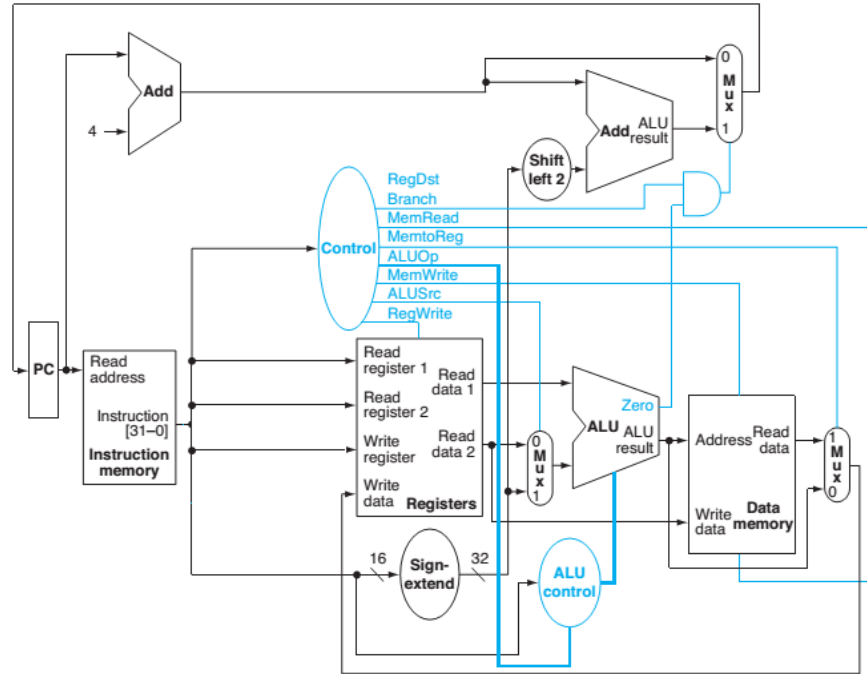 0
M
u
x
1
Add
4
Add
ALU
result
Shift
left 2
RegDst
Branch
MemRead
MemtoReg
ALUOp
MemWrite
ALUSrc
RegWrite
Control
PC
Read
address
Instruction
[31–0]
Instruction
memory
Read
register 1
Read
register 2
Write
register
Write
data
Read
data 1
Read
data 2
Registers
0
M
u
x
1
Zero
ALU
ALU
result
Address
Read
data
Write
data
Data
memory
1
M
u
x
0
16
Sign-
extend
32
ALU
control